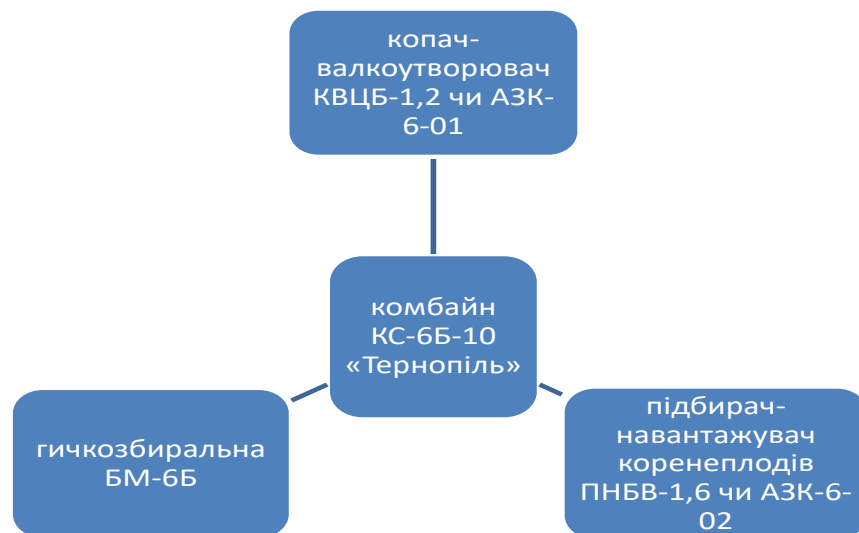 копач-
валкоутворювач
КВЦБ-1,2 чи АЗК-
6-01
комбайн
КС-6Б-10
«Тернопіль»
гичкозбиральна
БМ-6Б
підбирач-
навантажувач
коренеплодів
ПНБВ-1,6 чи АЗК-6-
02